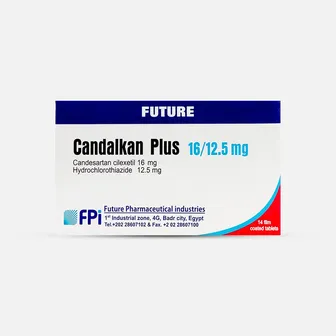 FUTURE
Candalkan Plus 16/12.5 mg
Candesartan cilexetil 16 mg
Hydrochlorothiazide 12.5 mg
FPi
Future Pharmaceutical industries
1st Industrial zone, 4G, Badr city, Egypt
Tel.+202 28607102 & Fax. +2 02 28607100
14 film
coated tablets